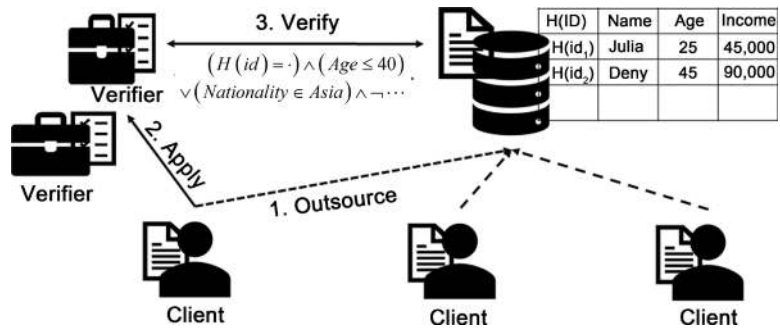 3. Verify
(H(id)=·)∧(Age≤40)
∨(Nationality∈Asia)∧¬⋯.
H(ID) Name Age Income
H(id₁) Julia 25 45,000
H(id₂) Deny 45 90,000
Verifier
Verifier
2. Apply
1. Outsource
Client
Client
Client